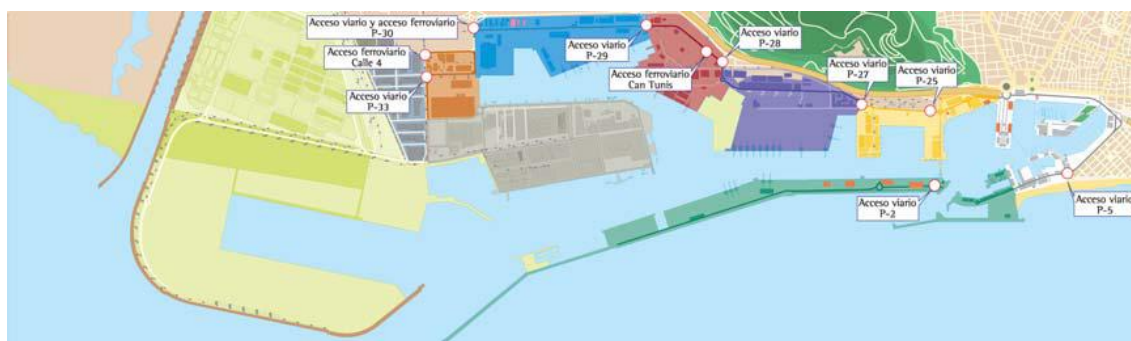 Acceso viario y acceso ferroviario
P-30
Acceso ferroviario
Calle 4
Acceso viario
P-33
Acceso viario
P-29
Acceso ferroviario
Can Tunis
Acceso viario
P-28
Acceso viario
P-27
Acceso viario
P-25
Acceso viario
P-2
Acceso viario
P-5